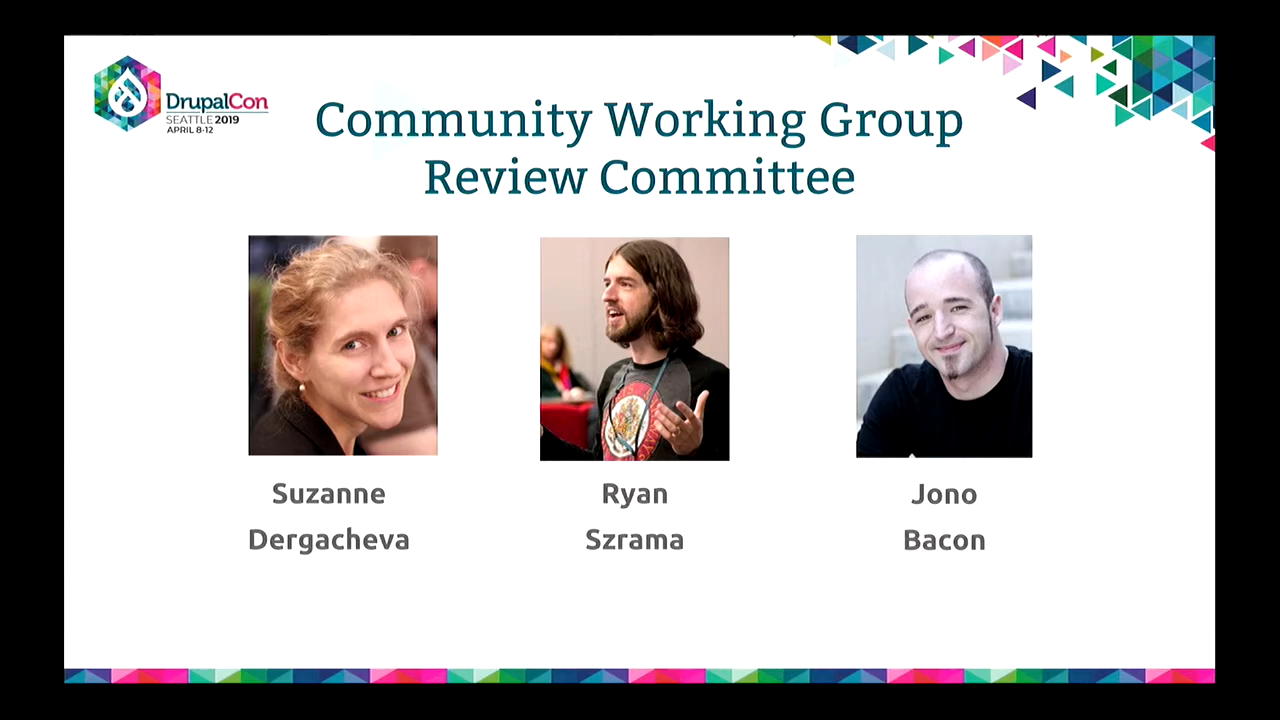 DrupalCon
SEATTLE 2019
APRIL 8-12
Community Working Group
Review Committee
Suzanne
Dergacheva
Ryan
Szrama
Jono
Bacon